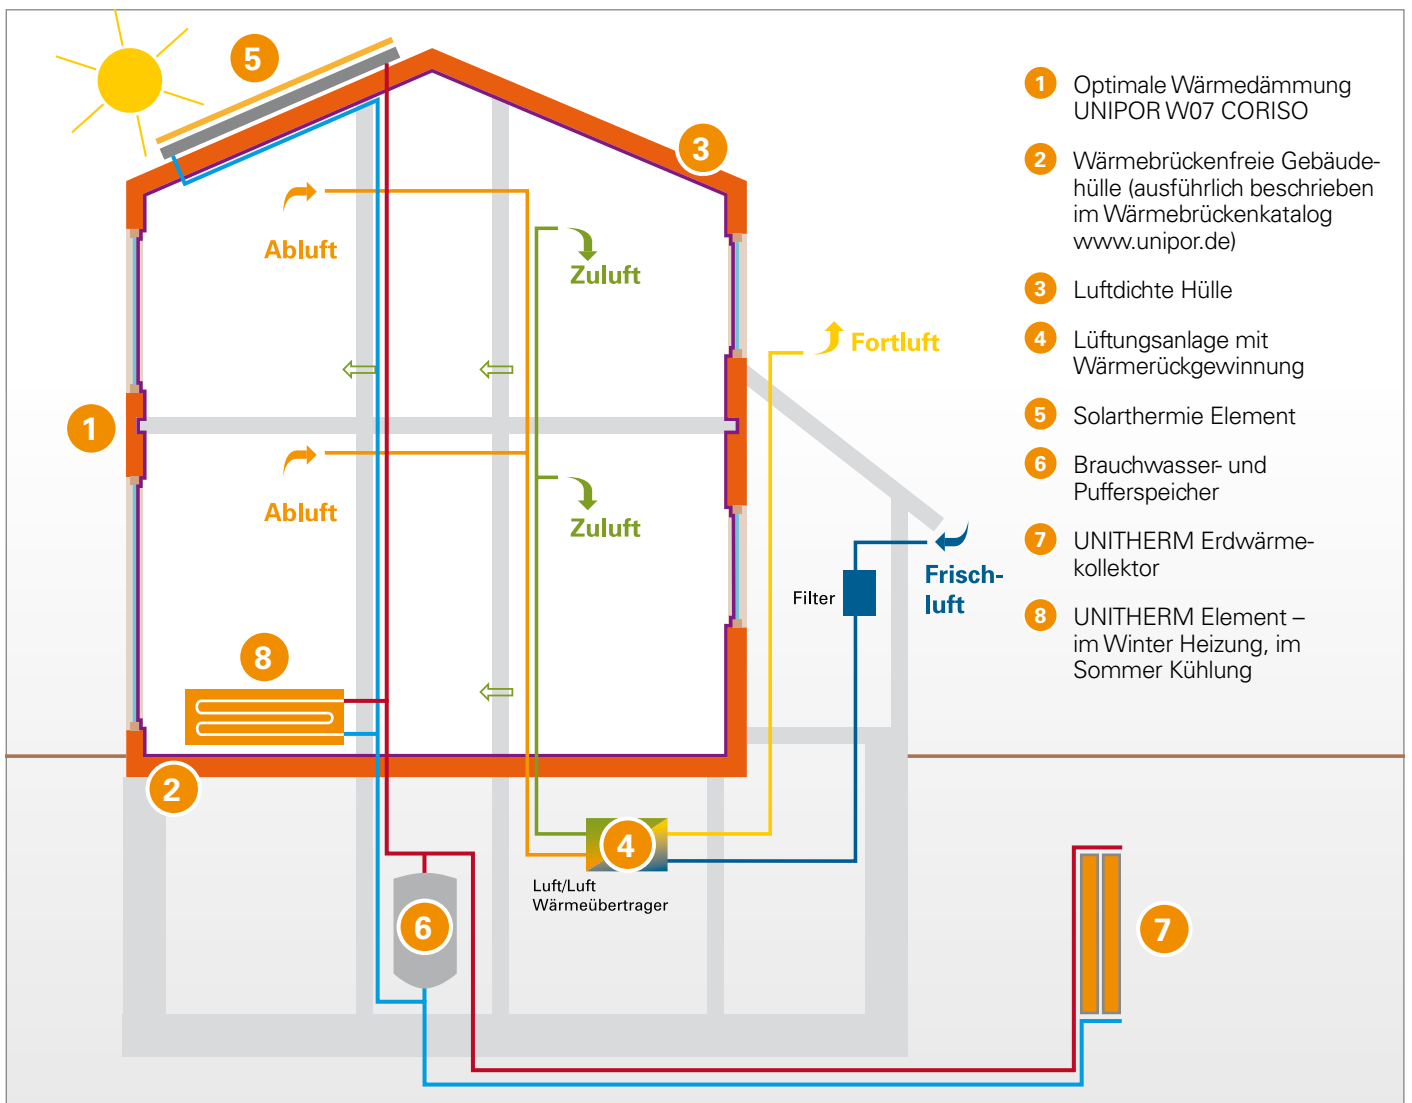 5
3
Abluft
Zuluft
Fortluft
1
Abluft
Zuluft
Filter
Frisch-
luft
8
2
4
Luft/Luft
Wärmeübertrager
6
7
1 Optimale Wärmedämmung
UNIPOR W07 CORISO
2 Wärmebrückenfreie Gebäude-
hülle (ausführlich beschrieben
im Wärmebrückenkatalog
www.unipor.de)
3 Luftdichte Hülle
4 Lüftungsanlage mit
Wärmerückgewinnung
5 Solarthermie Element
6 Brauchwasser- und
Pufferspeicher
7 UNITHERM Erdwärme-
kollektor
8 UNITHERM Element –
im Winter Heizung, im
Sommer Kühlung